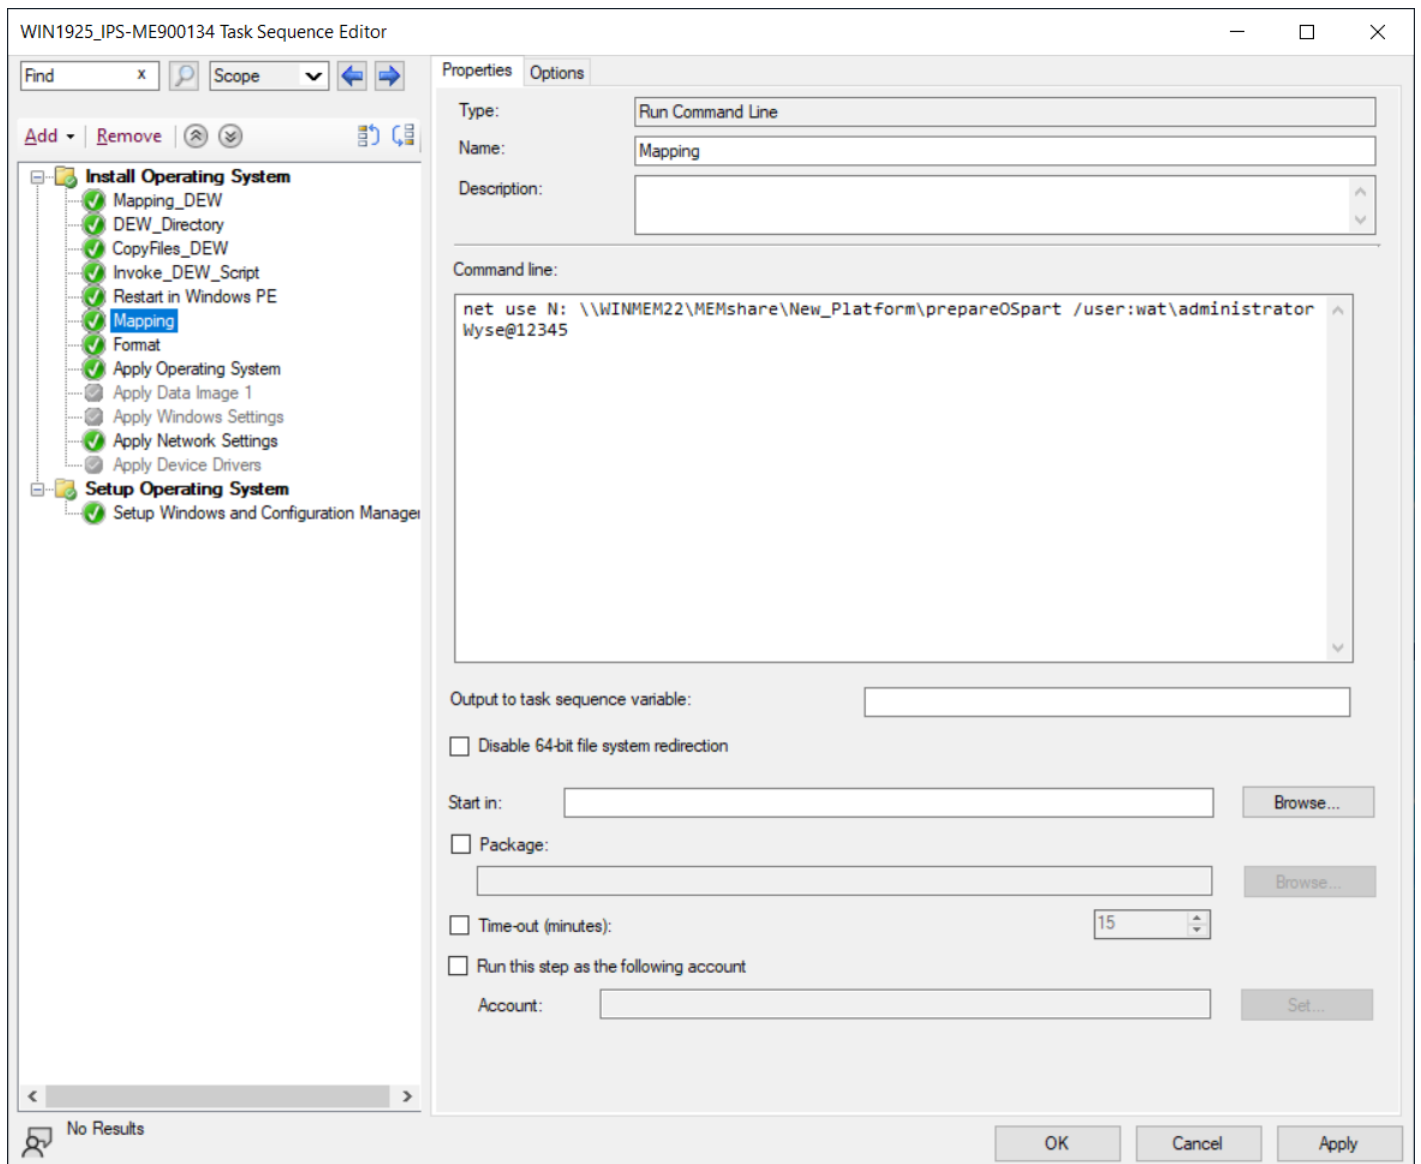 WIN1925_IPS-ME900134 Task Sequence Editor
Find x Scope
Add Remove
Install Operating System
Mapping_DEW
DEW_Directory
CopyFiles_DEW
Invoke_DEW_Script
Restart in Windows PE
Mapping
Format
Apply Operating System
Apply Data Image 1
Apply Windows Settings
Apply Network Settings
Apply Device Drivers
Setup Operating System
Setup Windows and Configuration Manager
No Results
Properties Options
Type: Run Command Line
Name: Mapping
Description:
Command line:
net use N: \\WINMEM22\MEMshare\New_Platform\prepareOSpart /user:wat\administrator
Wyse@12345
Output to task sequence variable:
Disable 64-bit file system redirection
Start in: Browse...
Package:
Browse...
Time-out (minutes): 15
Run this step as the following account
Account: Set...
OK Cancel Apply